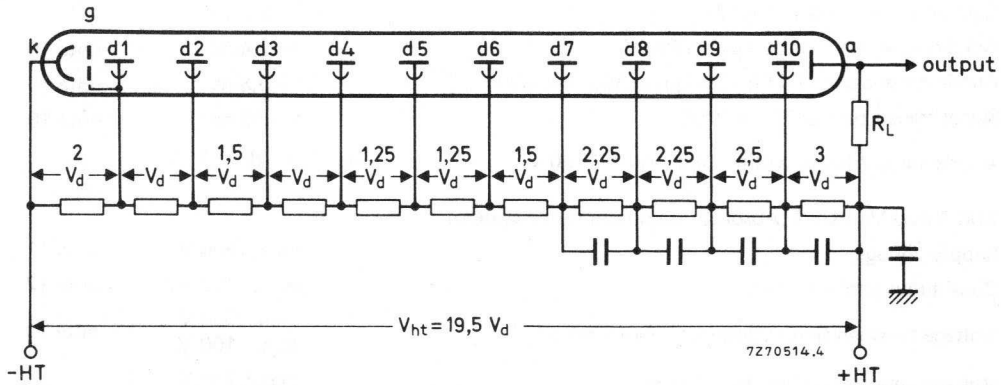 g
k d1 d2 d3 d4 d5 d6 d7 d8 d9 d10 a
output
R_L
2 1,5 1,25 1,25 1,5 2,25 2,25 2,5 3
V_d V_d V_d V_d V_d V_d V_d V_d V_d V_d V_d
V_ht = 19,5 V_d
7Z70514.4
-HT +HT